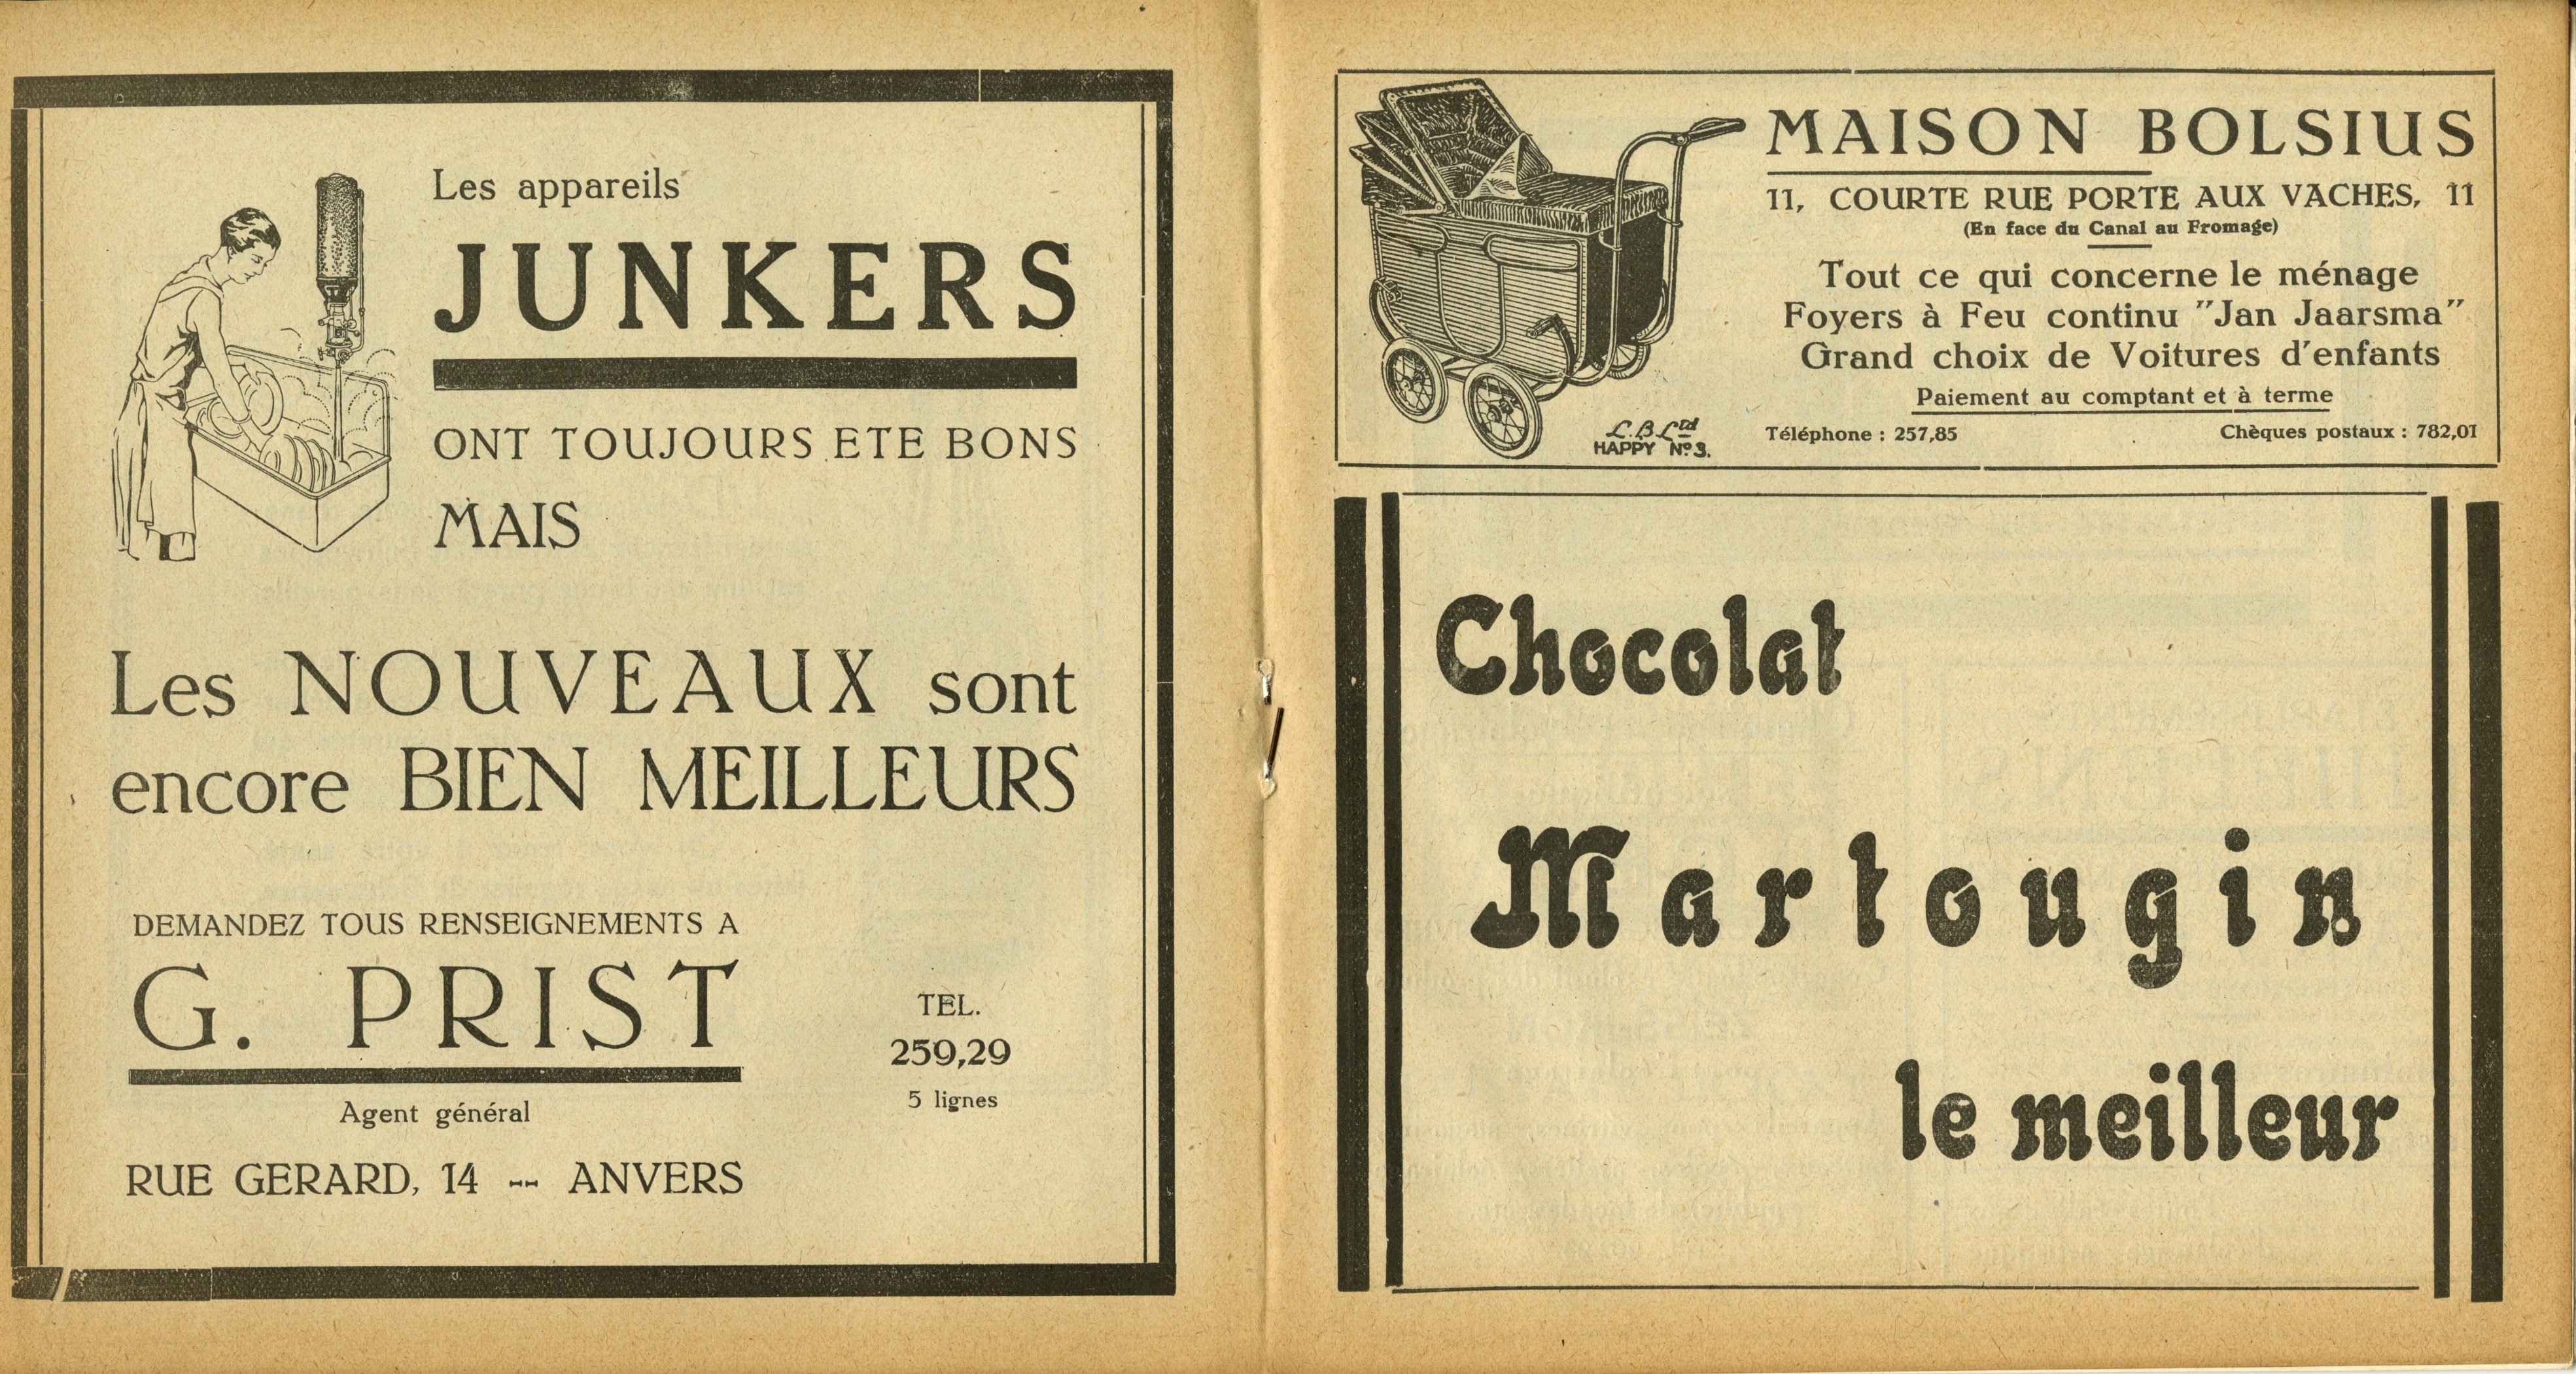 Les appareils
JUNKERS
ONT TOUJOURS ETE BONS
MAIS
Les NOUVEAUX sont
encore BIEN MEILLEURS
DEMANDEZ TOUS RENSEIGNEMENTS A
G. PRIST
Agent général
RUE GERARD, 14 -- ANVERS
TEL.
259,29
5 lignes
MAISON BOLSIUS
11, COURTE RUE PORTE AUX VACHES, 11
(En face du Canal au Fromage)
Tout ce qui concerne le ménage
Foyers à Feu continu "Jan Jaarsma"
Grand choix de Voitures d'enfants
Paiement au comptant et à terme
Téléphone : 257,85 Chèques postaux : 782,01
L.B.Ltd
HAPPY Nº 3.
Chocolat
Martougin
le meilleur